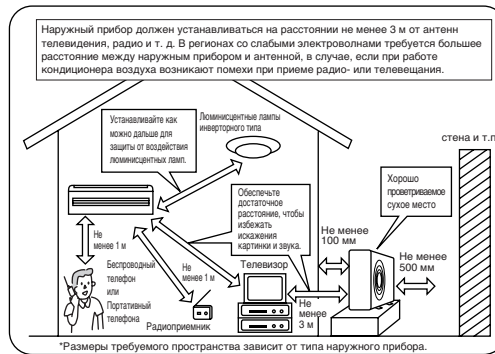 Наружный прибор должен устанавливаться на расстоянии не менее 3 м от антенн
телевидения, радио и т. д. В регионах со слабыми электроволнами требуется большее
расстояние между наружным прибором и антенной, в случае, если при работе
кондиционера воздуха возникают помехи при приеме радио- или телевещания.
Устанавливайте как
можно дальше для
защиты от воздействия
люминисцентных ламп.
Люминисцентные лампы
инверторного типа
стена и т.п
Хорошо
проветриваемое
сухое место
Обеспечьте
достаточное
расстояние, чтобы
избежать
искажения
картинки и звука.
Не менее
100 мм
Не менее
500 мм
Не
менее 1 м
Беспроводный
телефон
или
Портативный
телефона
Не
менее 1 м
Радиоприемник
Телевизор
Не
менее
3 м
*Размеры требуемого пространства зависит от типа наружного прибора.